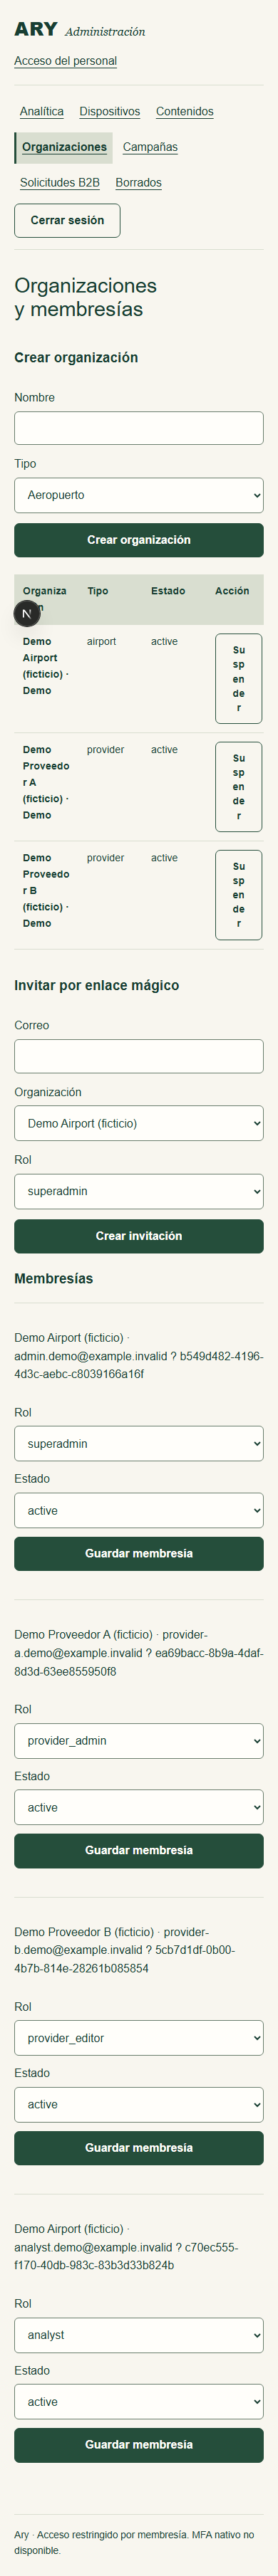 ARY Administración
Acceso del personal
Analítica Dispositivos Contenidos
Organizaciones Campañas
Solicitudes B2B Borrados
Cerrar sesión
Organizaciones
y membresías
Crear organización
Nombre
Tipo
Aeropuerto
Crear organización
Organiza Tipo Estado Acción
N n
Demo airport active Su
Airport sp
(ficticio) · en
Demo de
r
Demo provider active Su
Proveedo sp
r A en
(ficticio) · de
Demo r
Demo provider active Su
Proveedo sp
r B en
(ficticio) · de
Demo r
Invitar por enlace mágico
Correo
Organización
Demo Airport (ficticio)
Rol
superadmin
Crear invitación
Membresías
Demo Airport (ficticio) ·
admin.demo@example.invalid ? b549d482-4196-
4d3c-aebc-c8039166a16f
Rol
superadmin
Estado
active
Guardar membresia
Demo Proveedor A (ficticio) · provider-
a.demo@example.invalid ? ea69bacc-8b9a-4daf-
8d3d-63ee855950f8
Rol
provider_admin
Estado
active
Guardar membresia
Demo Proveedor B (ficticio) · provider-
b.demo@example.invalid ? 5cb7d1df-0b00-
4b7b-814e-28261b085854
Rol
provider_editor
Estado
active
Guardar membresia
Demo Airport (ficticio) ·
analyst.demo@example.invalid ? c70ec555-
f170-40db-983c-83b3d33b824b
Rol
analyst
Estado
active
Guardar membresia
Ary · Acceso restringido por membresía. MFA nativo no
disponible.